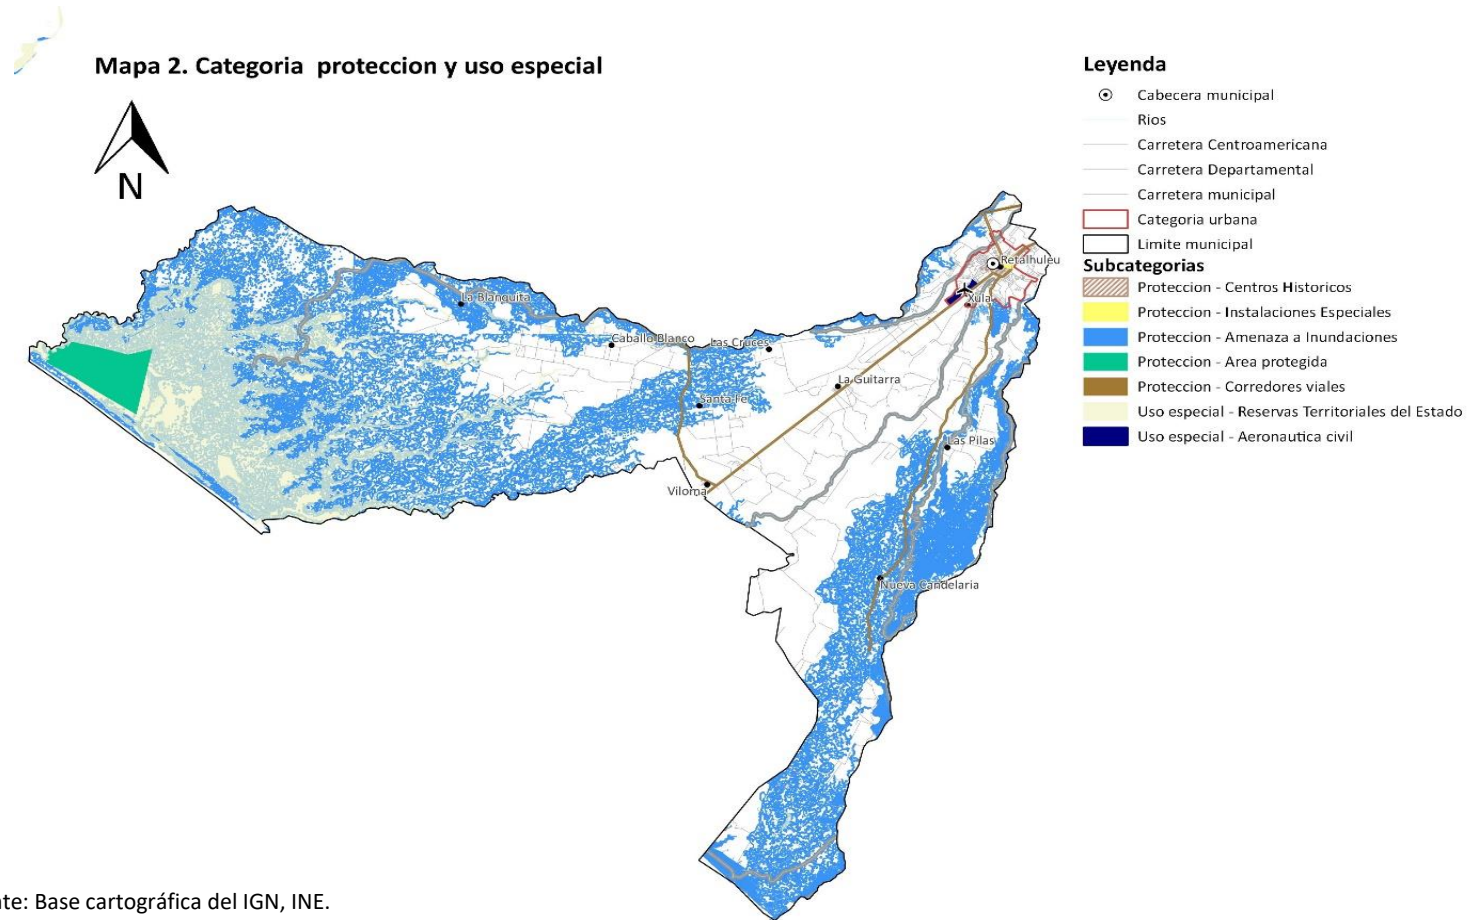 Mapa 2. Categoria proteccion y uso especial
N
Leyenda
Cabecera municipal
Rios
Carretera Centroamericana
Carretera Departamental
Carretera municipal
Categoria urbana
Limite municipal
Subcategorias
Proteccion - Centros Historicos
Proteccion - Instalaciones Especiales
Proteccion - Amenaza a Inundaciones
Proteccion - Area protegida
Proteccion - Corredores viales
Uso especial - Reservas Territoriales del Estado
Uso especial - Aeronautica civil
Retalhuleu
Xula
La Blanquita
Caballo Blanco
Las Cruces
La Guitarra
Santa Fe
Las Pilas
Viloma
Nueva Candelaria
nte: Base cartográfica del IGN, INE.